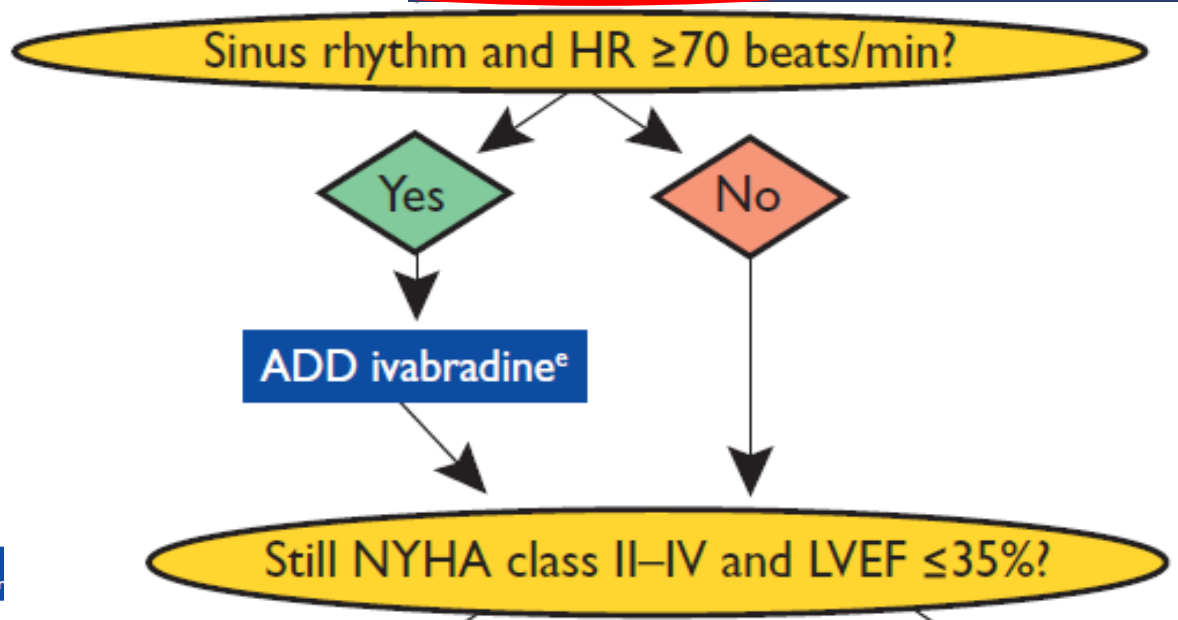 Sinus rhythm and HR ≥70 beats/min?
Yes
No
ADD ivabradineᵉ
Still NYHA class II–IV and LVEF ≤35%?